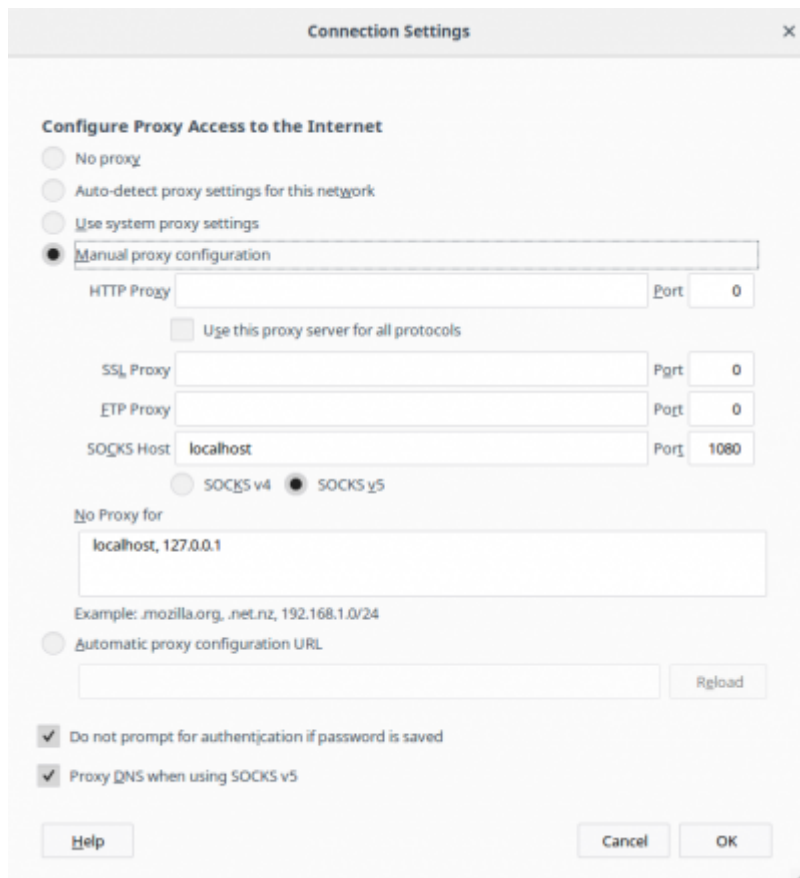 Connection Settings
Configure Proxy Access to the Internet
No proxy
Auto-detect proxy settings for this network
Use system proxy settings
Manual proxy configuration
HTTP Proxy Port 0
Use this proxy server for all protocols
SSL Proxy Port 0
FTP Proxy Port 0
SOCKS Host localhost Port 1080
SOCKS v4 SOCKS v5
No Proxy for
localhost, 127.0.0.1
Example: .mozilla.org, .net.nz, 192.168.1.0/24
Automatic proxy configuration URL
Reload
Do not prompt for authentication if password is saved
Proxy DNS when using SOCKS v5
Help Cancel OK